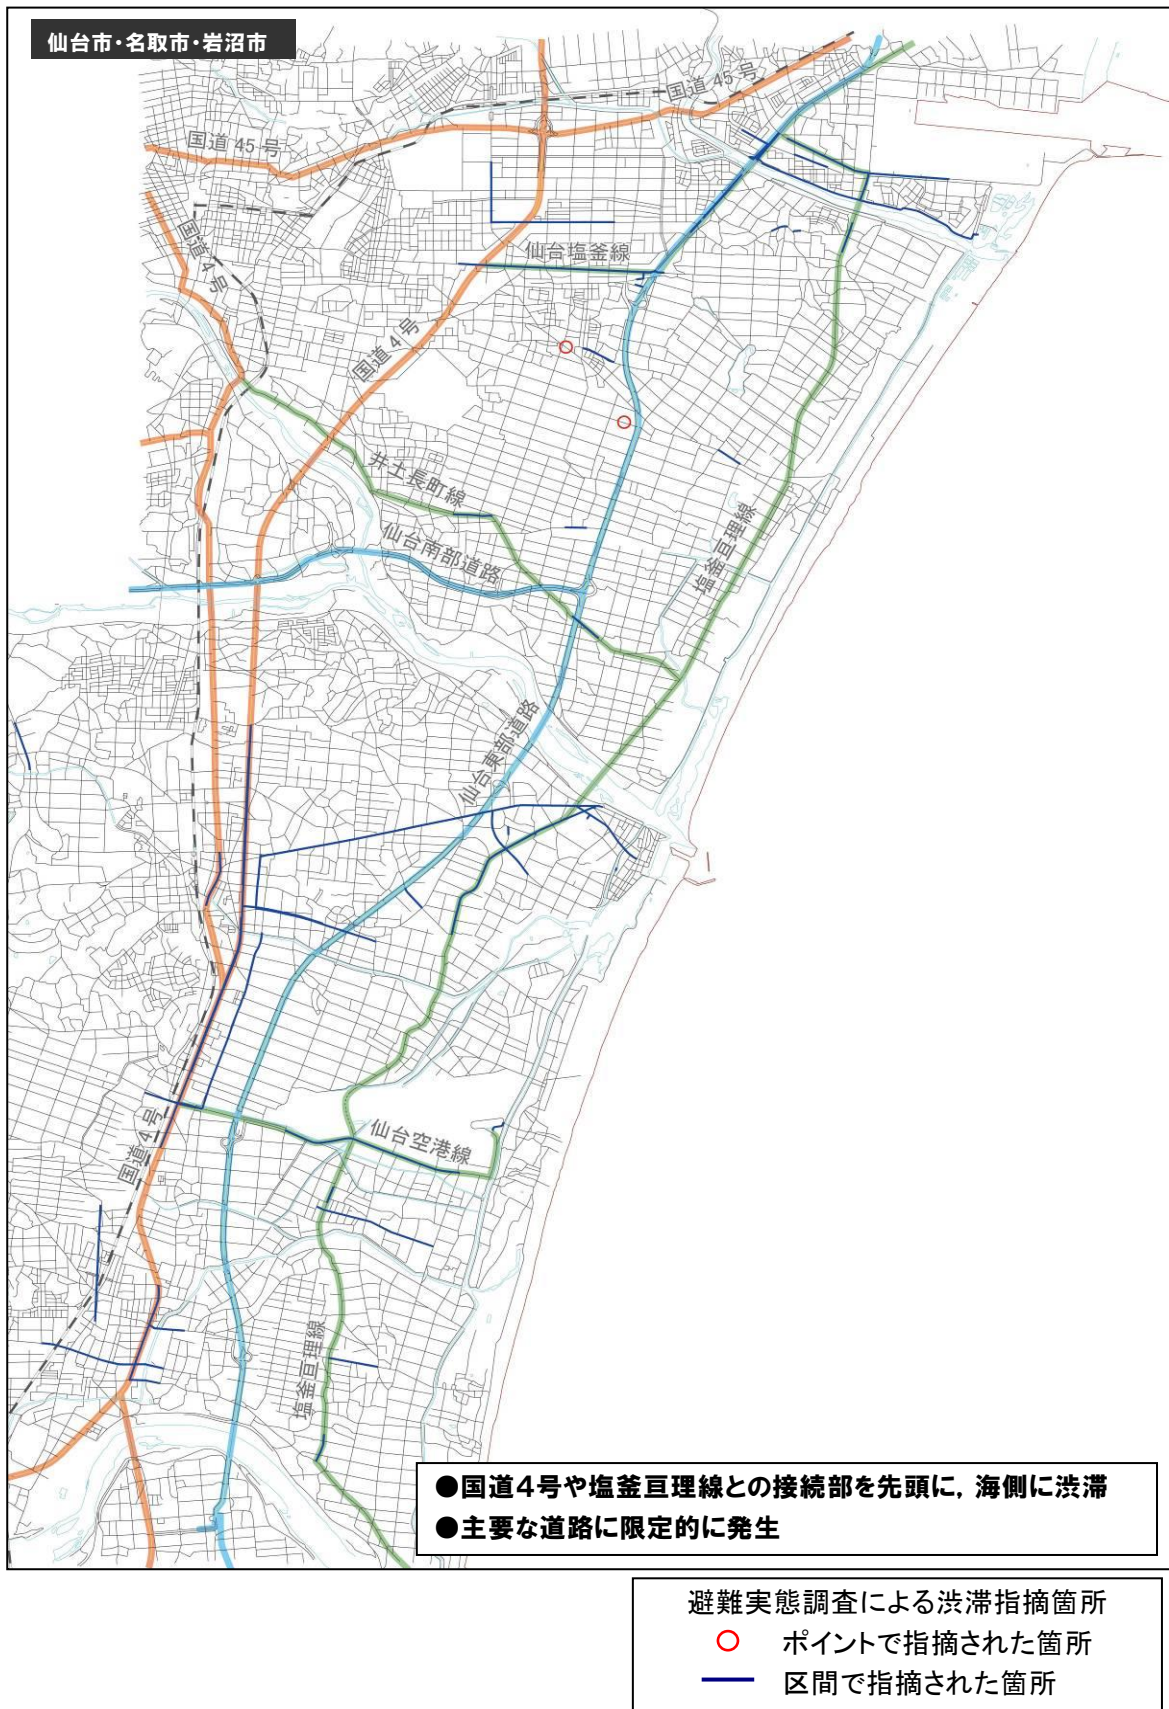 仙台市・名取市・岩沼市
国道 45 号
国道 45 号
国道 4 号
仙台塩釜線
国道 4 号
井土長町線
仙台南部道路
塩釜亘理線
仙台東部道路
仙台空港線
国道 4 号
塩釜亘理線
●国道4号や塩釜亘理線との接続部を先頭に，海側に渋滞
●主要な道路に限定的に発生
避難実態調査による渋滞指摘箇所
ポイントで指摘された箇所
区間で指摘された箇所